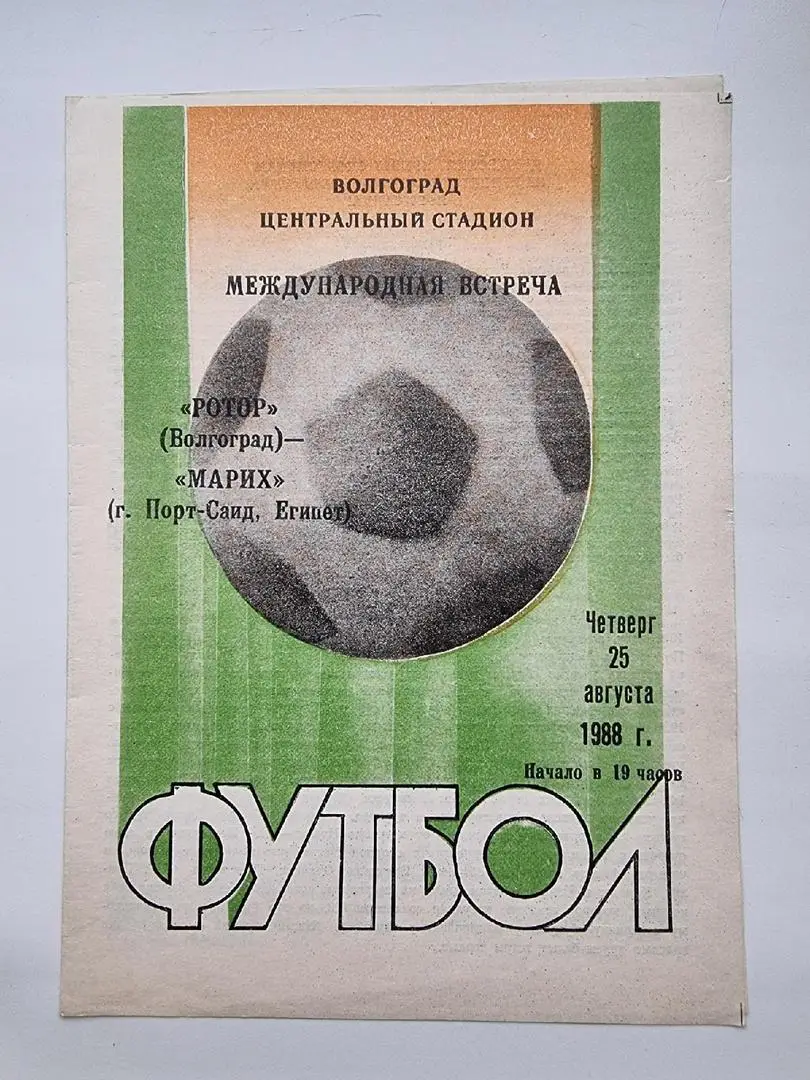 ВОЛГОГРАД
ЦЕНТРАЛЬНЫЙ СТАДИОН
МЕЖДУНАРОДНАЯ ВСТРЕЧА
«РОТОР»
(Волгоград)—
«МАРИХ»
(г. Порт-Саид, Египет)
Четверг
25
августа
1988 г.
Начало в 19 часов
ФУТБОЛ